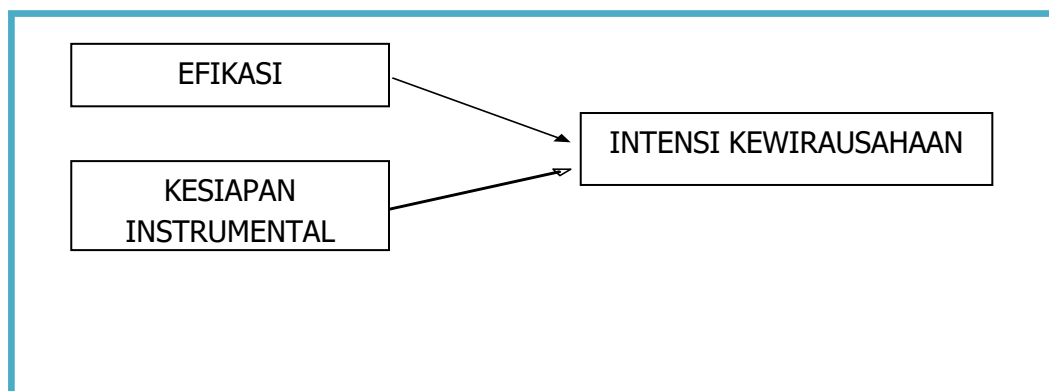 EFIKASI
INTENSI KEWIRAUSAHAAN
KESIAPAN
INSTRUMENTAL